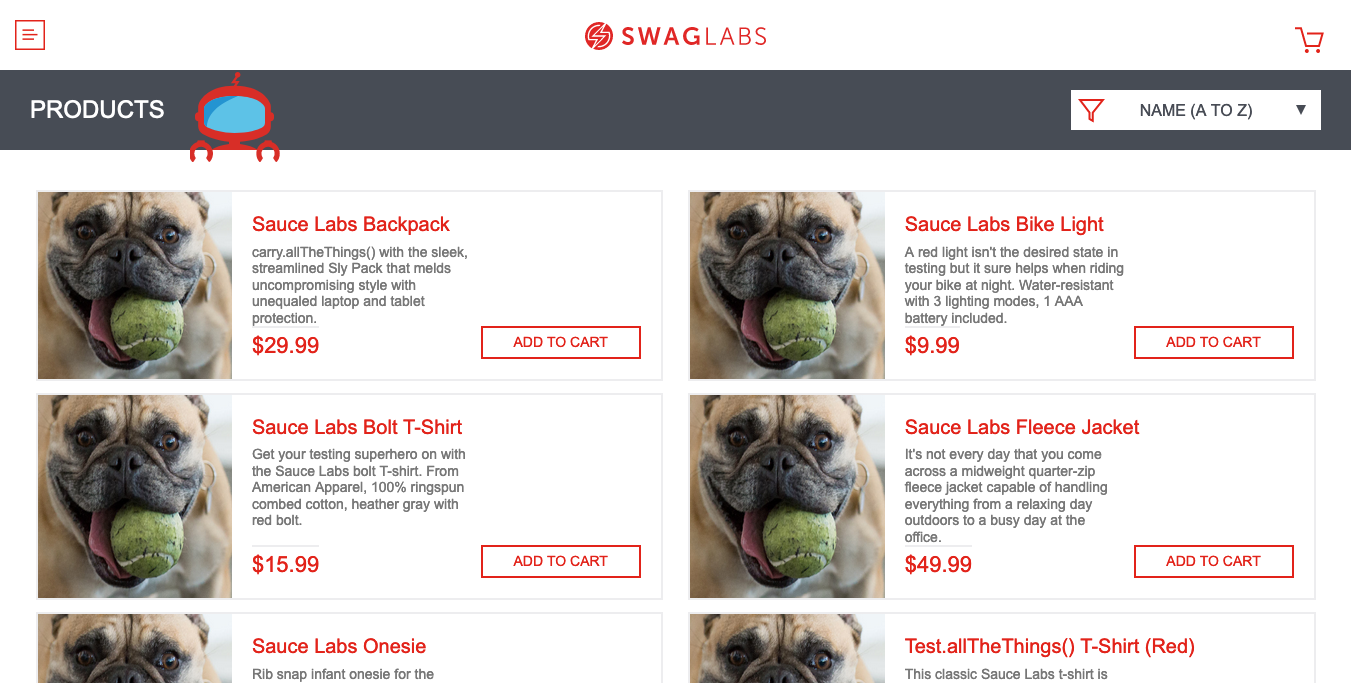 SWAGLABS
PRODUCTS
NAME (A TO Z)
Sauce Labs Backpack
carry.allTheThings() with the sleek,
streamlined Sly Pack that melds
uncompromising style with
unequaled laptop and tablet
protection.
$29.99
ADD TO CART
Sauce Labs Bike Light
A red light isn't the desired state in
testing but it sure helps when riding
your bike at night. Water-resistant
with 3 lighting modes, 1 AAA
battery included.
$9.99
ADD TO CART
Sauce Labs Bolt T-Shirt
Get your testing superhero on with
the Sauce Labs bolt T-shirt. From
American Apparel, 100% ringspun
combed cotton, heather gray with
red bolt.
$15.99
ADD TO CART
Sauce Labs Fleece Jacket
It's not every day that you come
across a midweight quarter-zip
fleece jacket capable of handling
everything from a relaxing day
outdoors to a busy day at the
office.
$49.99
ADD TO CART
Sauce Labs Onesie
Rib snap infant onesie for the
Test.allTheThings() T-Shirt (Red)
This classic Sauce Labs t-shirt is